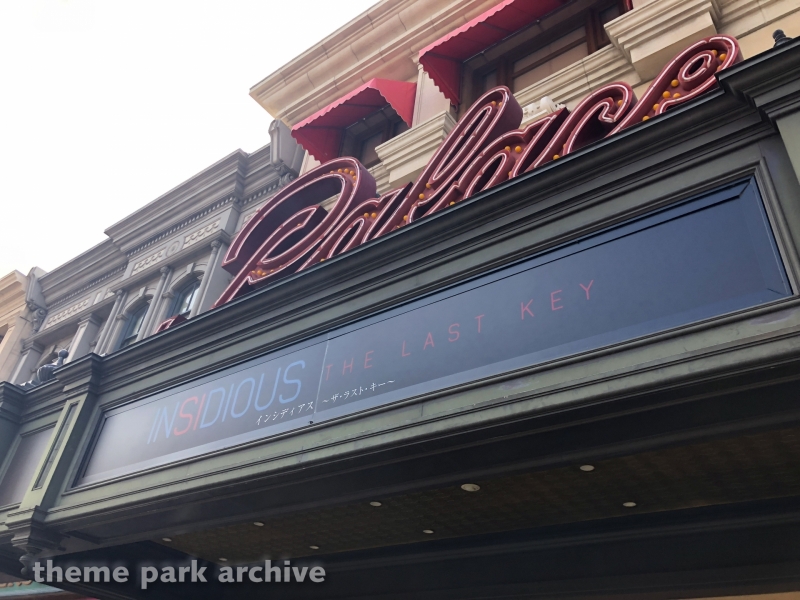 Palace
INSIDIOUS THE LAST KEY
インシディアス ～ザ・ラスト・キー～
theme park archive